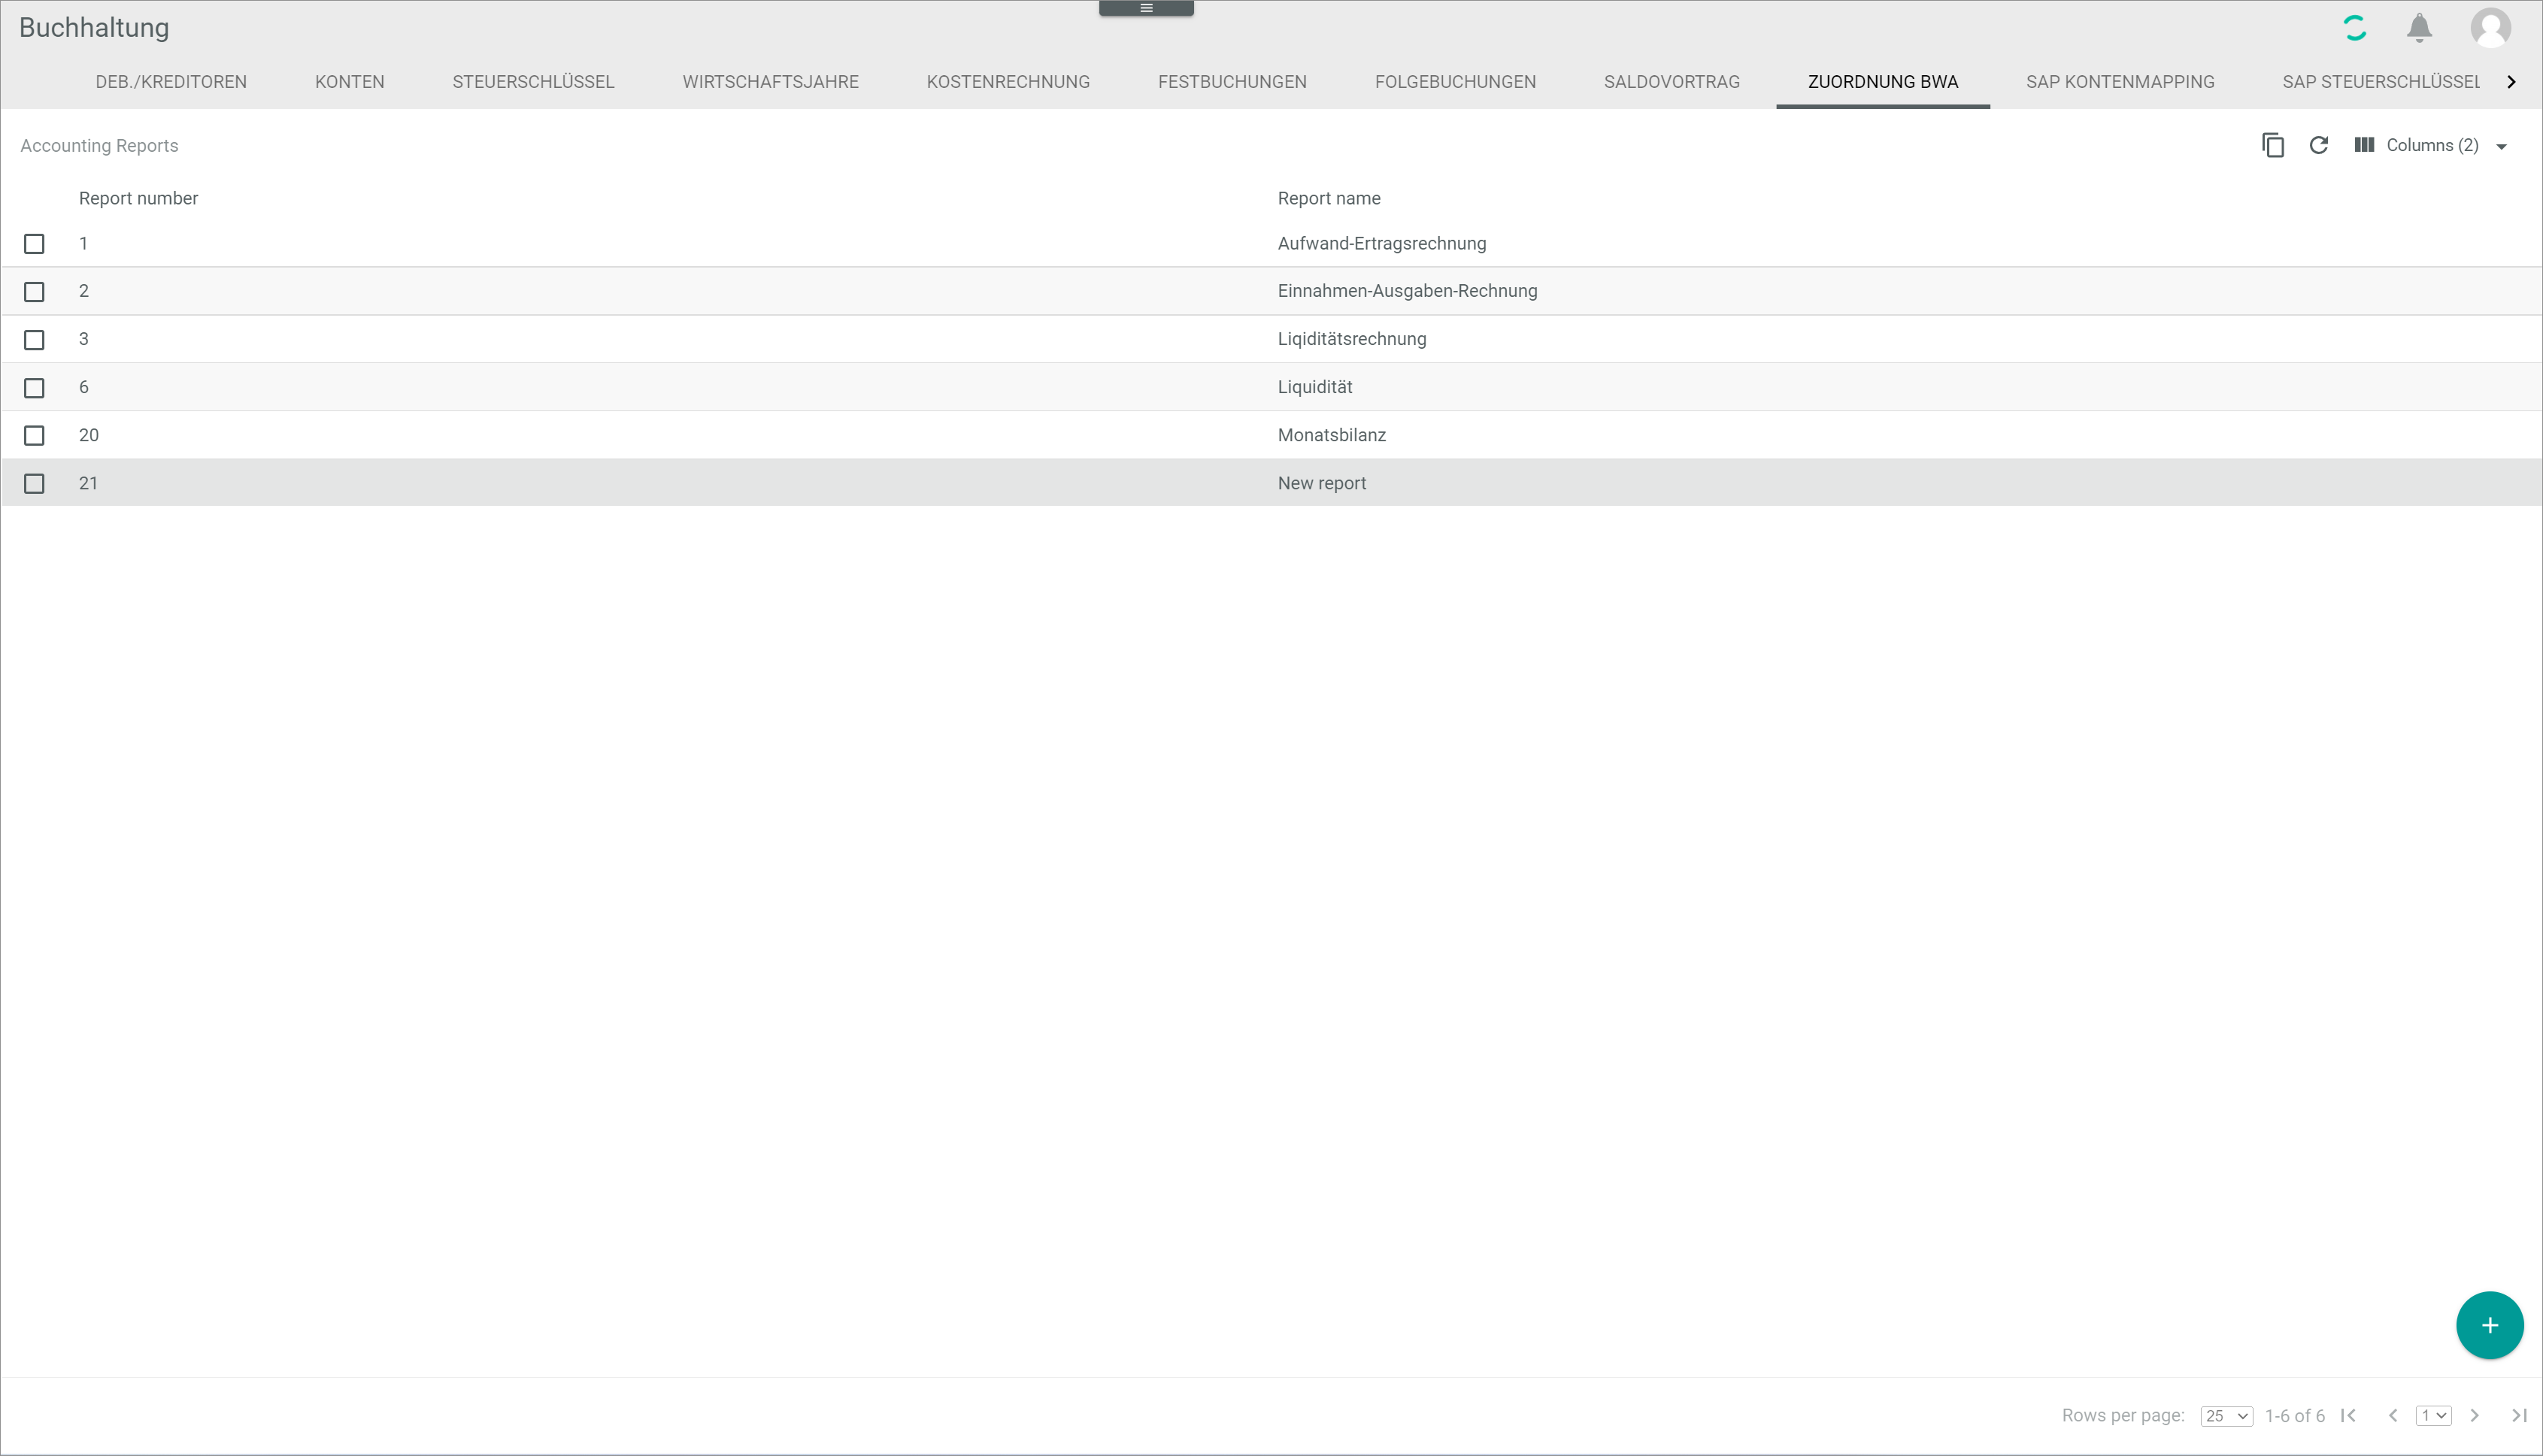 Buchhaltung
DEB./KREDITOREN KONTEN STEUERSCHLÜSSEL WIRTSCHAFTSJAHRE KOSTENRECHNUNG FESTBUCHUNGEN FOLGEBUCHUNGEN SALDOVORTRAG ZUORDNUNG BWA SAP KONTENMAPPING SAP STEUERSCHLÜSSEL
Accounting Reports Columns (2)
Report number Report name
1 Aufwand-Ertragsrechnung
2 Einnahmen-Ausgaben-Rechnung
3 Liqiditätsrechnung
6 Liquidität
20 Monatsbilanz
21 New report
Rows per page: 25 1-6 of 6 1